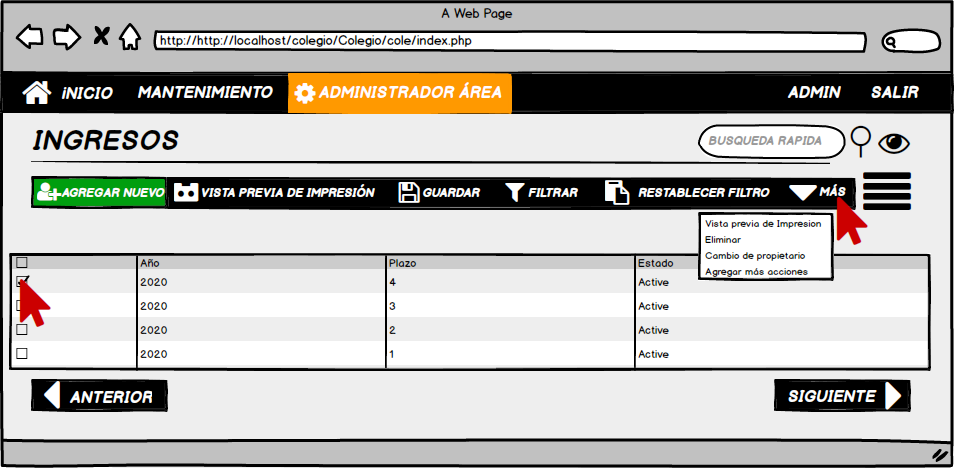 A Web Page
http://http://localhost/colegio/Colegio/cole/index.php
iNICIO MANTENIMIENTO ADMINISTRADOR ÁREA ADMIN SALIR
INGRESOS
BUSQUEDA RAPIDA
AGREGAR NUEVO VISTA PREVIA DE IMPRESIÓN GUARDAR FILTRAR RESTABLECER FILTRO MÁS
Vista previa de Impresion
Eliminar
Cambio de propietario
Agregar más acciones
Año Plazo Estado
2020 4 Active
2020 3 Active
2020 2 Active
2020 1 Active
ANTERIOR SIGUIENTE